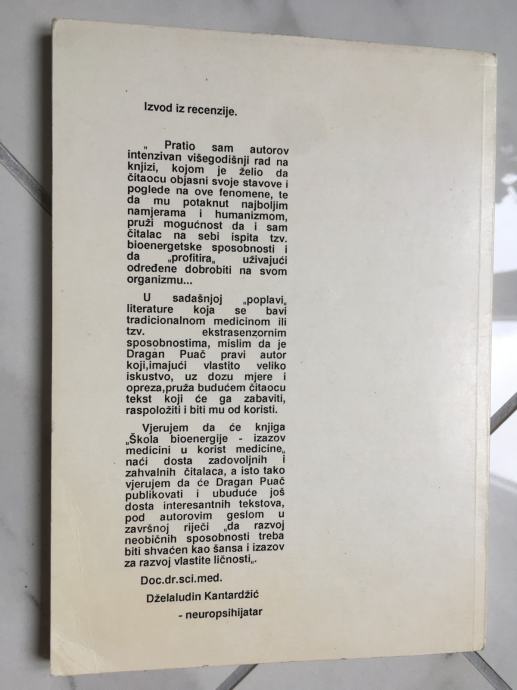 Izvod iz recenzije.
„ Pratio sam autorov
intenzivan višegodišnji rad na
knjizi, kojom je želio da
čitaocu objasni svoje stavove i
poglede na ove fenomene, te
da mu potaknut najboljim
namjerama i humanizmom,
pruži mogućnost da i sam
čitalac na sebi ispita tzv.
bioenergetske sposobnosti i
da „profitira„ uživajući
određene dobrobiti na svom
organizmu...
U sadašnjoj „poplavi„
literature koja se bavi
tradicionalnom medicinom ili
tzv. ekstrasenzornim
sposobnostima, mislim da je
Dragan Puač pravi autor
koji,imajući vlastito veliko
iskustvo, uz dozu mjere i
opreza,pruža budućem čitaocu
tekst koji će ga zabaviti,
raspoložiti i biti mu od koristi.
Vjerujem da će knjiga
„Škola bioenergije - izazov
medicini u korist medicine„
naći dosta zadovoljnih i
zahvalnih čitalaca, a isto tako
vjerujem da će Dragan Puač
publikovati i ubuduće još
dosta interesantnih tekstova,
pod autorovim geslom u
završnoj riječi „da razvoj
neobičnih sposobnosti treba
biti shvaćen kao šansa i izazov
za razvoj vlastite ličnosti„.
Doc.dr.sci.med.
Dželaludin Kantardžić
- neuropsihijatar